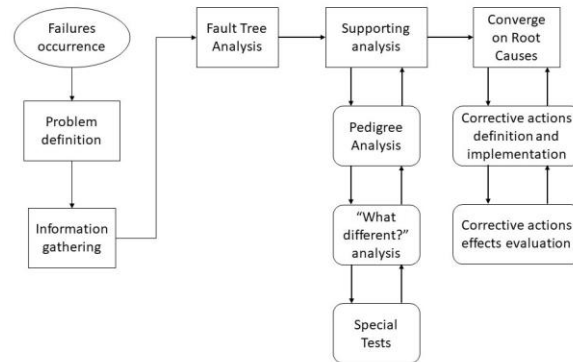 Failures
occurrence
Problem
definition
Information
gathering
Fault Tree
Analysis
Supporting
analysis
Pedigree
Analysis
“What
different?”
analysis
Special
Tests
Converge
on Root
Causes
Corrective actions
definition and
implementation
Corrective actions
effects evaluation